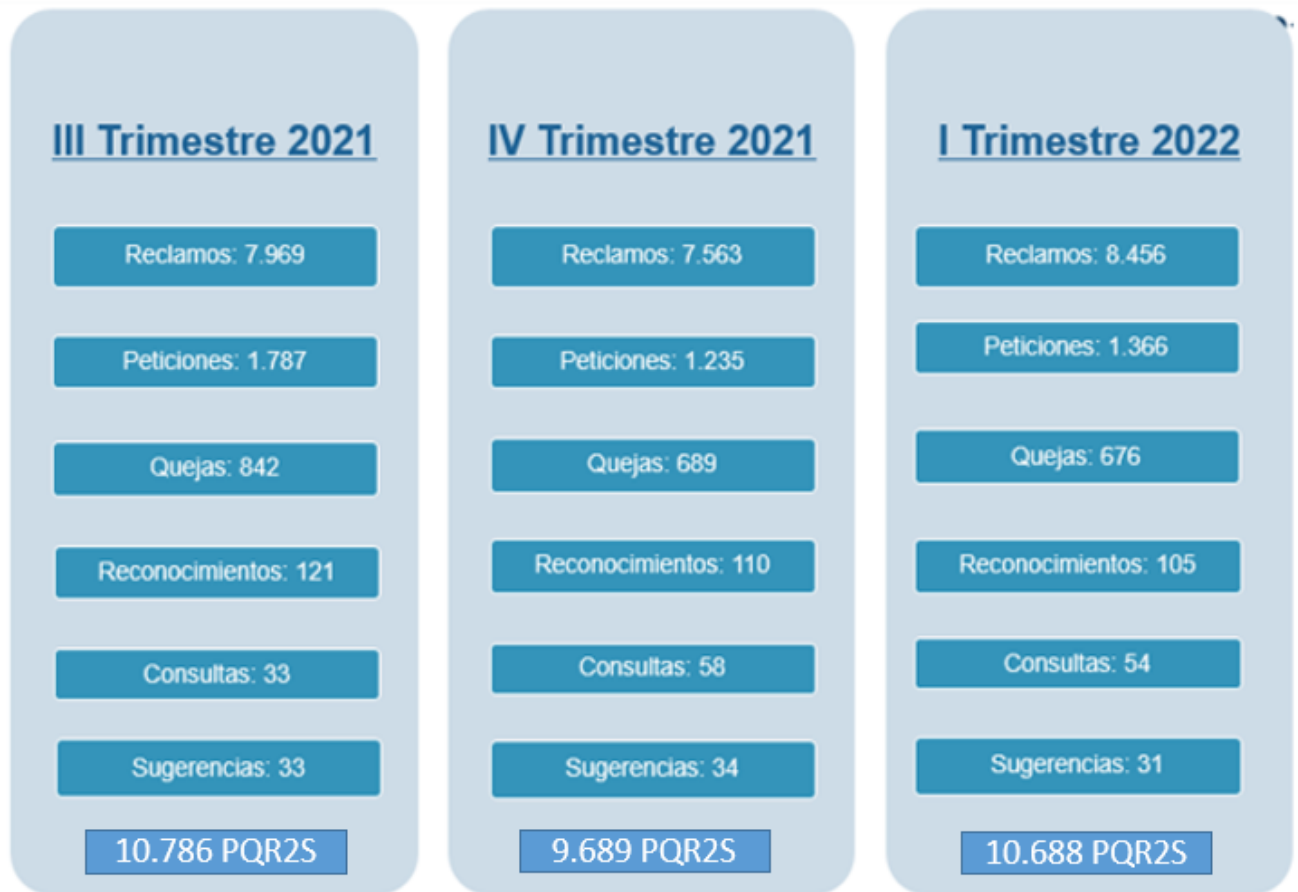 III Trimestre 2021
Reclamos: 7.969
Peticiones: 1.787
Quejas: 842
Reconocimientos: 121
Consultas: 33
Sugerencias: 33
10.786 PQR2S
IV Trimestre 2021
Reclamos: 7.563
Peticiones: 1.235
Quejas: 689
Reconocimientos: 110
Consultas: 58
Sugerencias: 34
9.689 PQR2S
I Trimestre 2022
Reclamos: 8.456
Peticiones: 1.366
Quejas: 676
Reconocimientos: 105
Consultas: 54
Sugerencias: 31
10.688 PQR2S